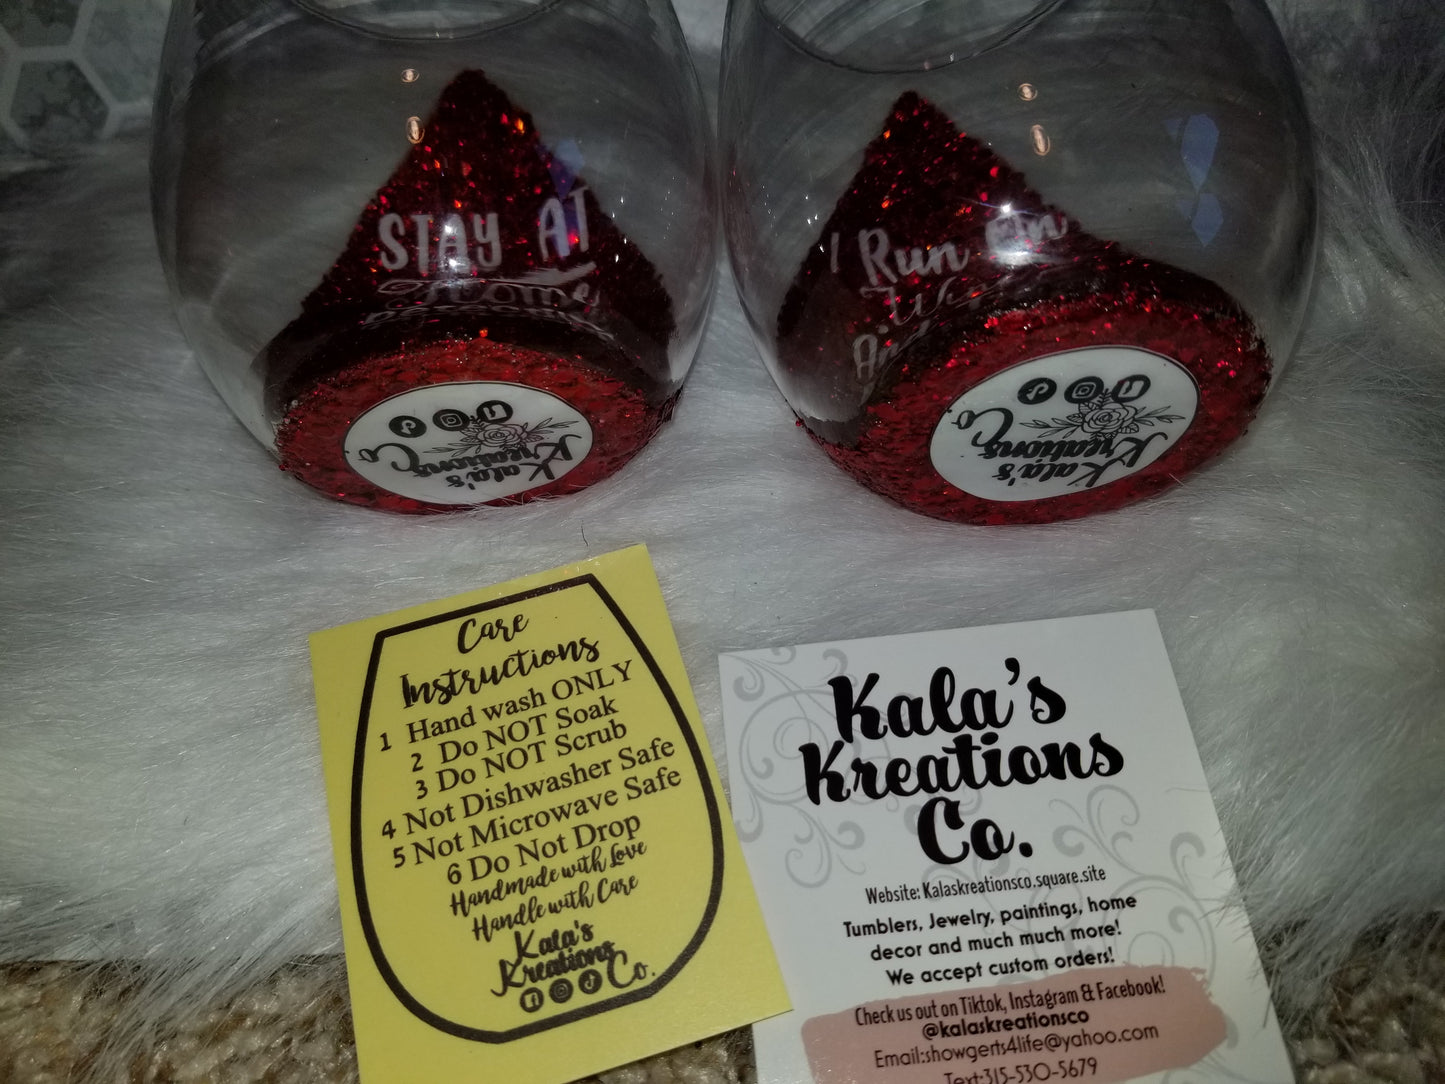 STAY AT
Home
I Run On
Kala's
Kreations
Co
Kala's
Kreations
Co
Care
Instructions
1 Hand wash ONLY
2 Do NOT Soak
3 Do NOT Scrub
4 Not Dishwasher Safe
5 Not Microwave Safe
6 Do Not Drop
Handmade with Love
Handle with Care
Kala's
Kreations
Co.
Kala's
Kreations
Co.
Website: Kalaskreationsco.square.site
Tumblers, Jewelry, paintings, home
decor and much much more!
We accept custom orders!
Check us out on Tiktok, Instagram & Facebook!
@kalaskreationsco
Email:showgerts4life@yahoo.com
Text:315-530-5679